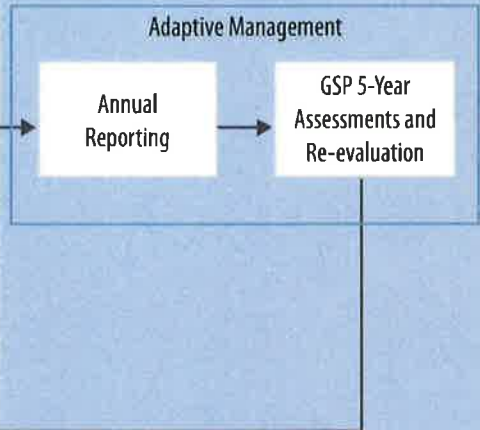 Adaptive Management
Annual
Reporting
GSP 5-Year
Assessments and
Re-evaluation